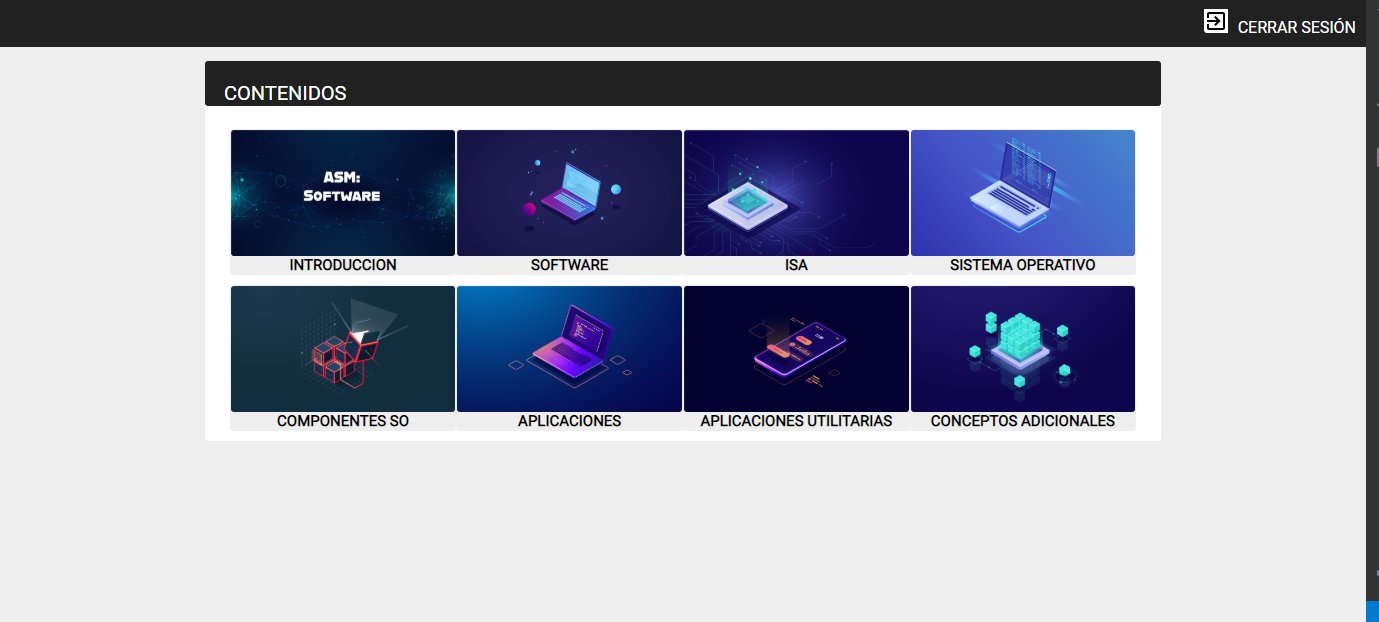 CERRAR SESIÓN
CONTENIDOS
ASM:
SOFTWARE
INTRODUCCION
SOFTWARE
ISA
SISTEMA OPERATIVO
COMPONENTES SO
APLICACIONES
APLICACIONES UTILITARIAS
CONCEPTOS ADICIONALES